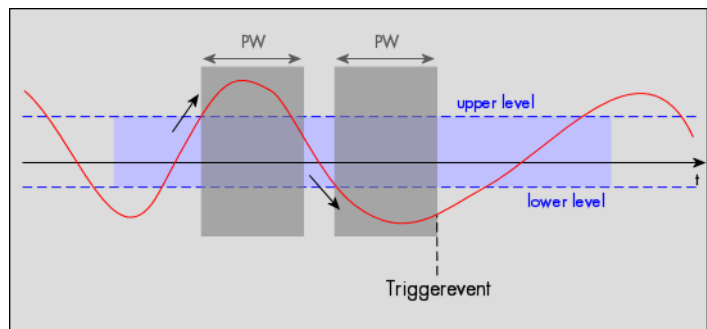 PW
PW
upper level
t
lower level
Triggerevent